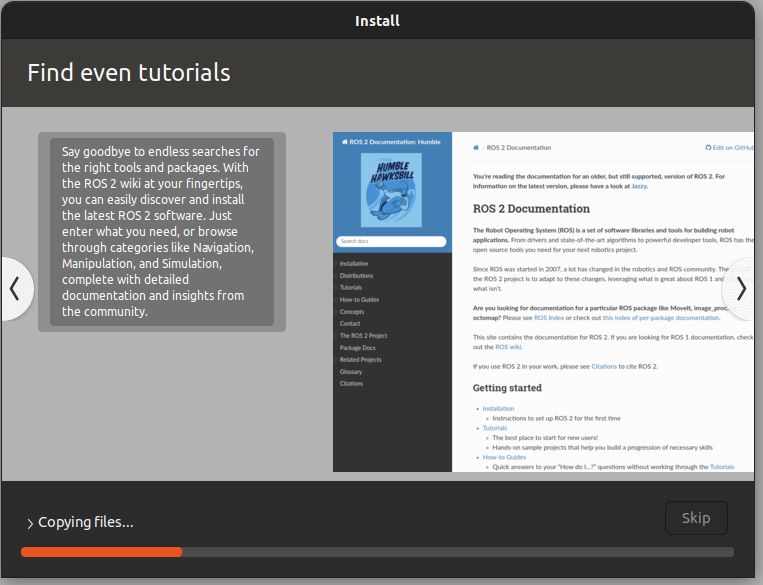 Install
Find even tutorials
Say goodbye to endless searches for
the right tools and packages. With
the ROS 2 wiki at your fingertips,
you can easily discover and install
the latest ROS 2 software. Just
enter what you need, or browse
through categories like Navigation,
Manipulation, and Simulation,
complete with detailed
documentation and insights from
the community.
ROS 2 Documentation: Humble
HUMBLE
HAWKSBILL
Search docs
Installation
Distributions
Tutorials
How-to Guides
Concepts
Contact
The ROS 2 Project
Package Docs
Related Projects
Glossary
Citations
/ ROS 2 Documentation
Edit on GitHu
You're reading the documentation for an older, but still supported, version of ROS 2. For
information on the latest version, please have a look at Jazzy.
ROS 2 Documentation
The Robot Operating System (ROS) is a set of software libraries and tools for building robot
applications. From drivers and state-of-the-art algorithms to powerful developer tools, ROS has the
open source tools you need for your next robotics project.
Since ROS was started in 2007, a lot has changed in the robotics and ROS community. The
the ROS 2 project is to adapt to these changes, leveraging what is great about ROS 1 and
what isn't.
Are you looking for documentation for a particular ROS package like MoveIt, image_proc,
octomap? Please see ROS Index or check out this index of per-package documentation.
This site contains the documentation for ROS 2. If you are looking for ROS 1 documentation, check
out the ROS wiki.
If you use ROS 2 in your work, please see Citations to cite ROS 2.
Getting started
• Installation
Instructions to set up ROS 2 for the first time
• Tutorials
The best place to start for new users!
Hands-on sample projects that help you build a progression of necessary skills
• How-to Guides
Quick answers to your "How do I...?" questions without working through the Tutorials
Copying files...
Skip